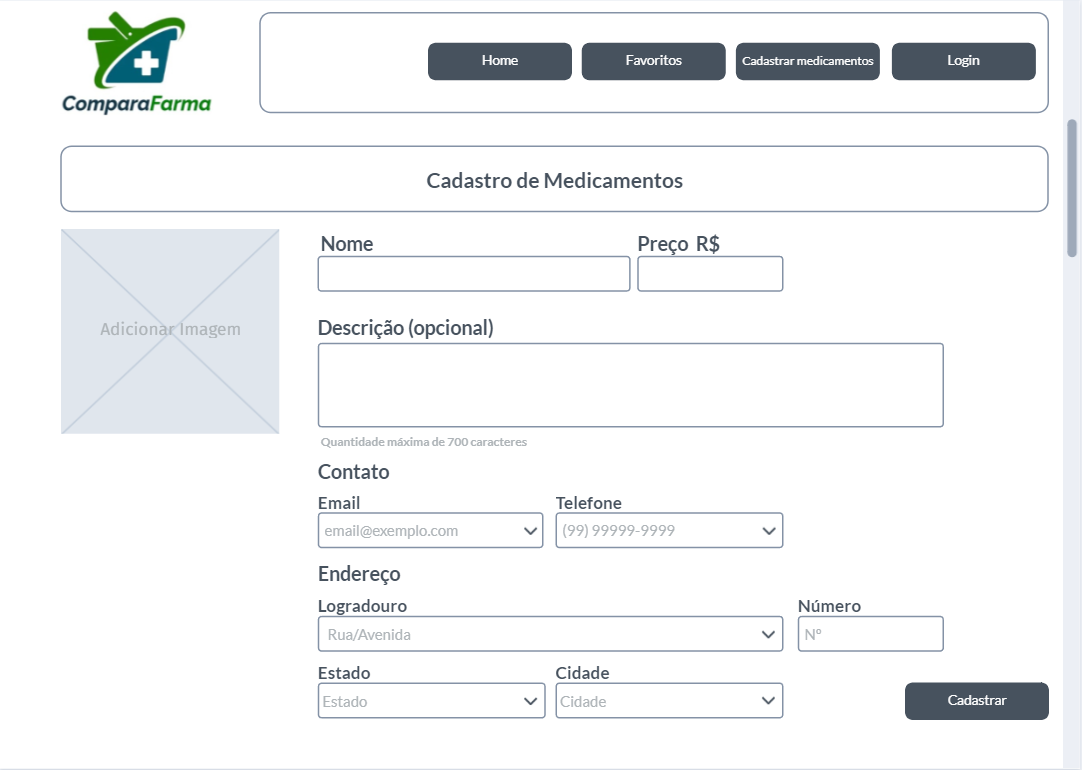 ComparaFarma
Home Favoritos Cadastrar medicamentos Login
Cadastro de Medicamentos
Adicionar Imagem
Nome Preço R$
Descrição (opcional)
Quantidade máxima de 700 caracteres
Contato
Email Telefone
email@exemplo.com (99) 99999-9999
Endereço
Logradouro Número
Rua/Avenida Nº
Estado Cidade
Estado Cidade Cadastrar